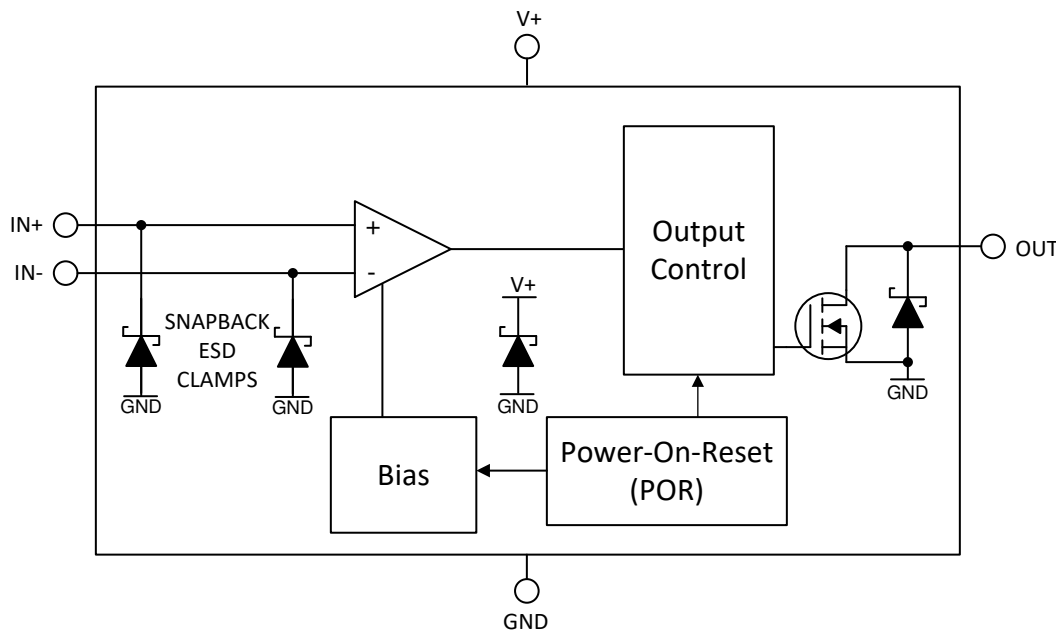 V+
IN+
IN-
+
-
Output
Control
OUT
V+
SNAPBACK
ESD
CLAMPS
GND
GND
GND
GND
Bias
Power-On-Reset
(POR)
GND